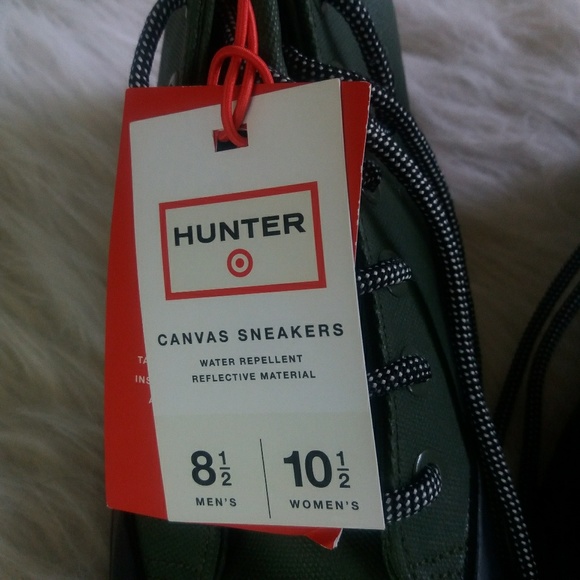 HUNTER
CANVAS SNEAKERS
WATER REPELLENT
REFLECTIVE MATERIAL
8 1/2
MEN'S
10 1/2
WOMEN'S